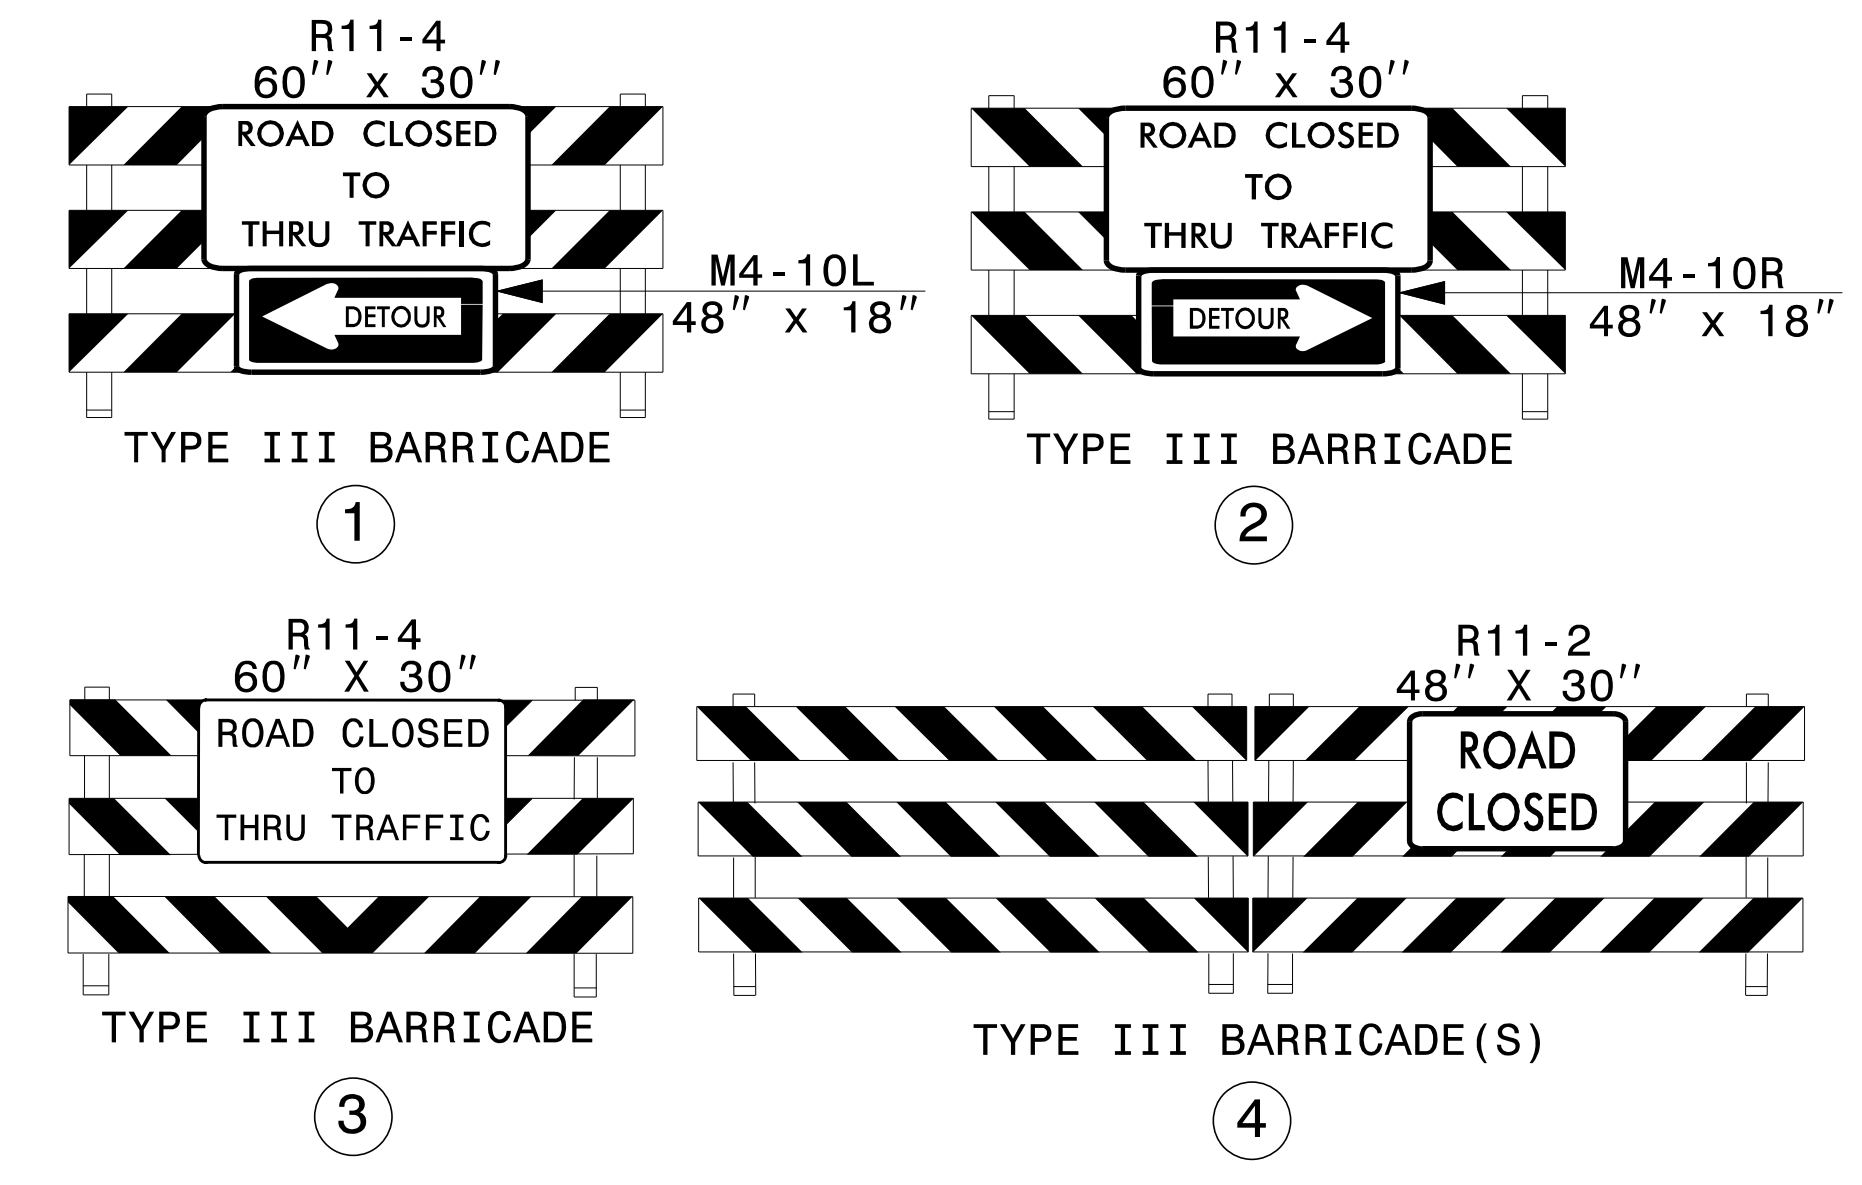 R11-4
60" x 30"
ROAD CLOSED
TO
THRU TRAFFIC
DETOUR
M4-10L
48" x 18"
TYPE III BARRICADE
1
R11-4
60" x 30"
ROAD CLOSED
TO
THRU TRAFFIC
DETOUR
M4-10R
48" x 18"
TYPE III BARRICADE
2
R11-4
60" X 30"
ROAD CLOSED
TO
THRU TRAFFIC
TYPE III BARRICADE
3
R11-2
48" X 30"
ROAD
CLOSED
TYPE III BARRICADE(S)
4